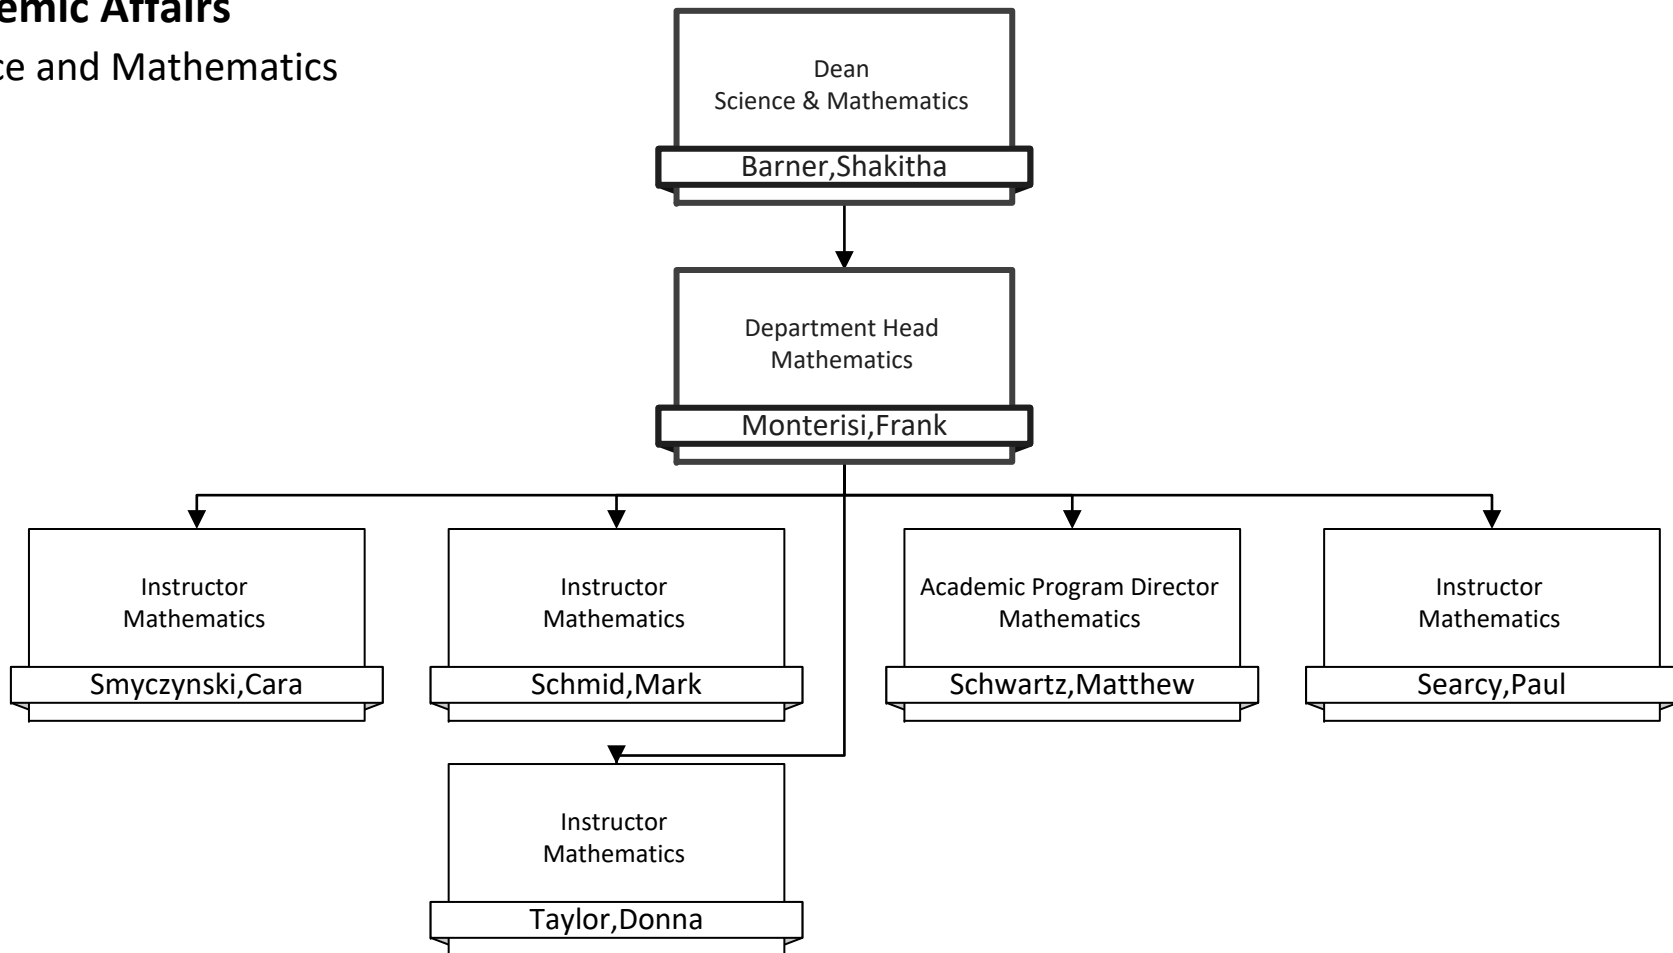 emic Affairs
ce and Mathematics
Dean
Science & Mathematics
Barner,Shakitha
Department Head
Mathematics
Monterisi,Frank
Instructor
Mathematics
Smyczynski,Cara
Instructor
Mathematics
Schmid,Mark
Academic Program Director
Mathematics
Schwartz,Matthew
Instructor
Mathematics
Searcy,Paul
Instructor
Mathematics
Taylor,Donna